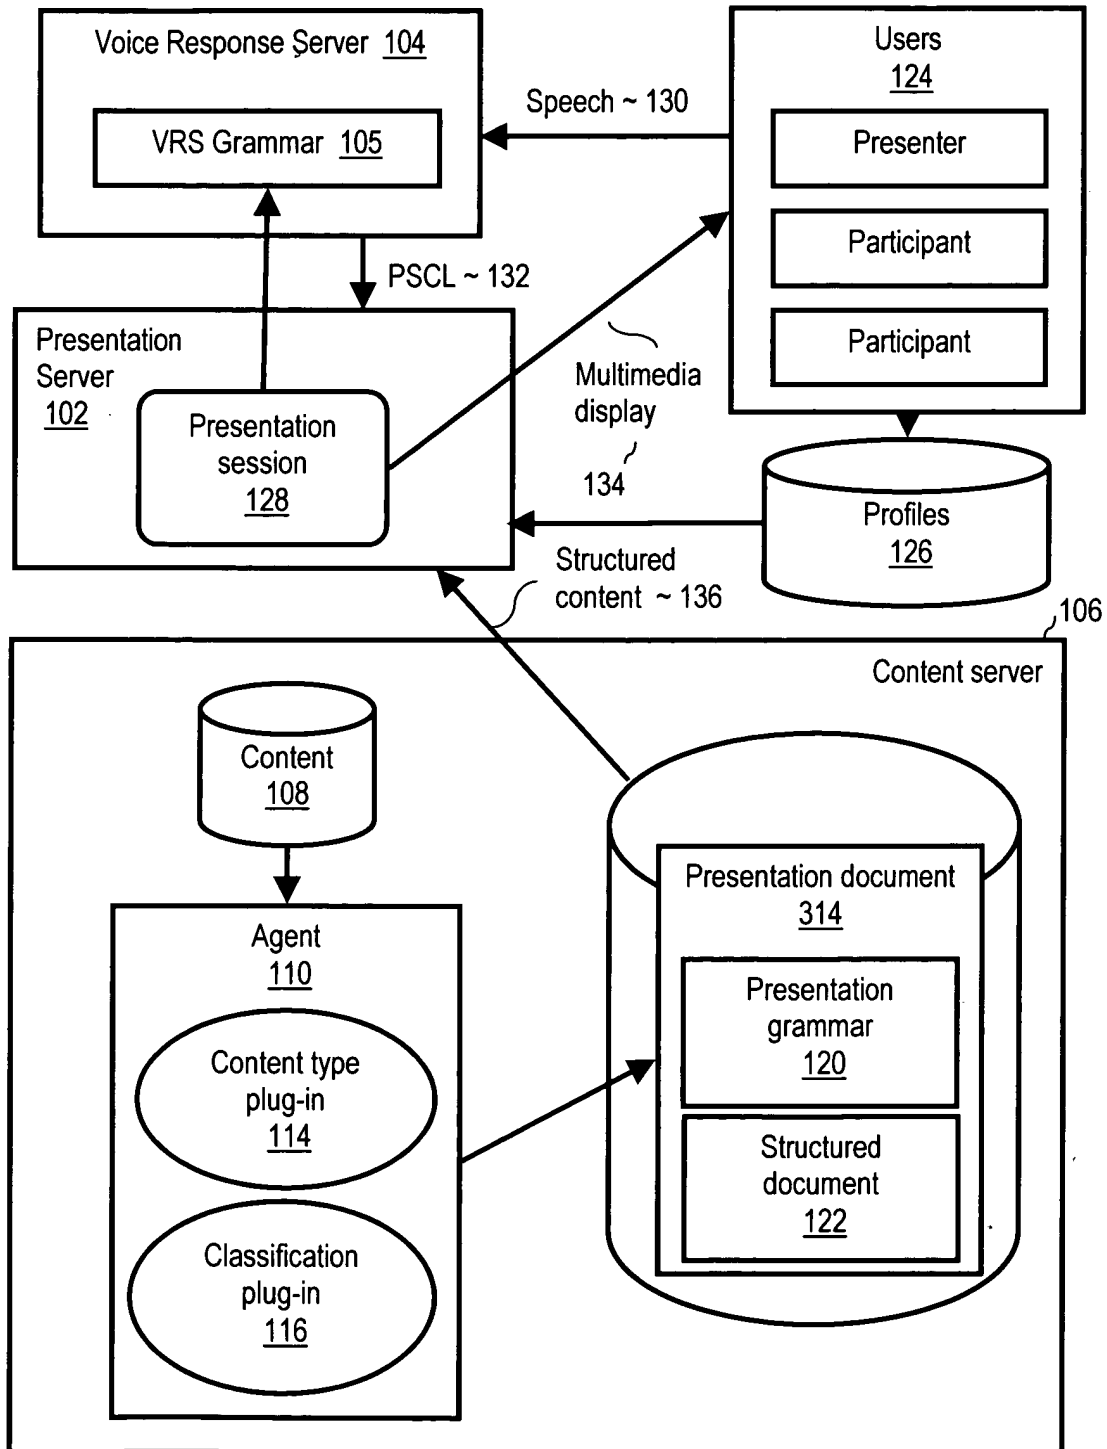 Voice Response Server 104
VRS Grammar 105
Speech ~ 130
Users
124
Presenter
Participant
Participant
PSCL ~ 132
Presentation
Server
102
Presentation
session
128
Multimedia
display
134
Profiles
126
Structured
content ~ 136
106
Content server
Content
108
Agent
110
Content type
plug-in
114
Classification
plug-in
116
Presentation document
314
Presentation
grammar
120
Structured
document
122